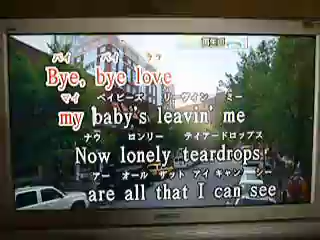 バイ バイ ラブ
Bye, bye love
マイ ベイビーズ リーヴィン ミー
my baby's leavin' me
ナウ ロンリー ティアードロップス
Now lonely teardrops
アー オール ザット アイ キャン シー
are all that I can see